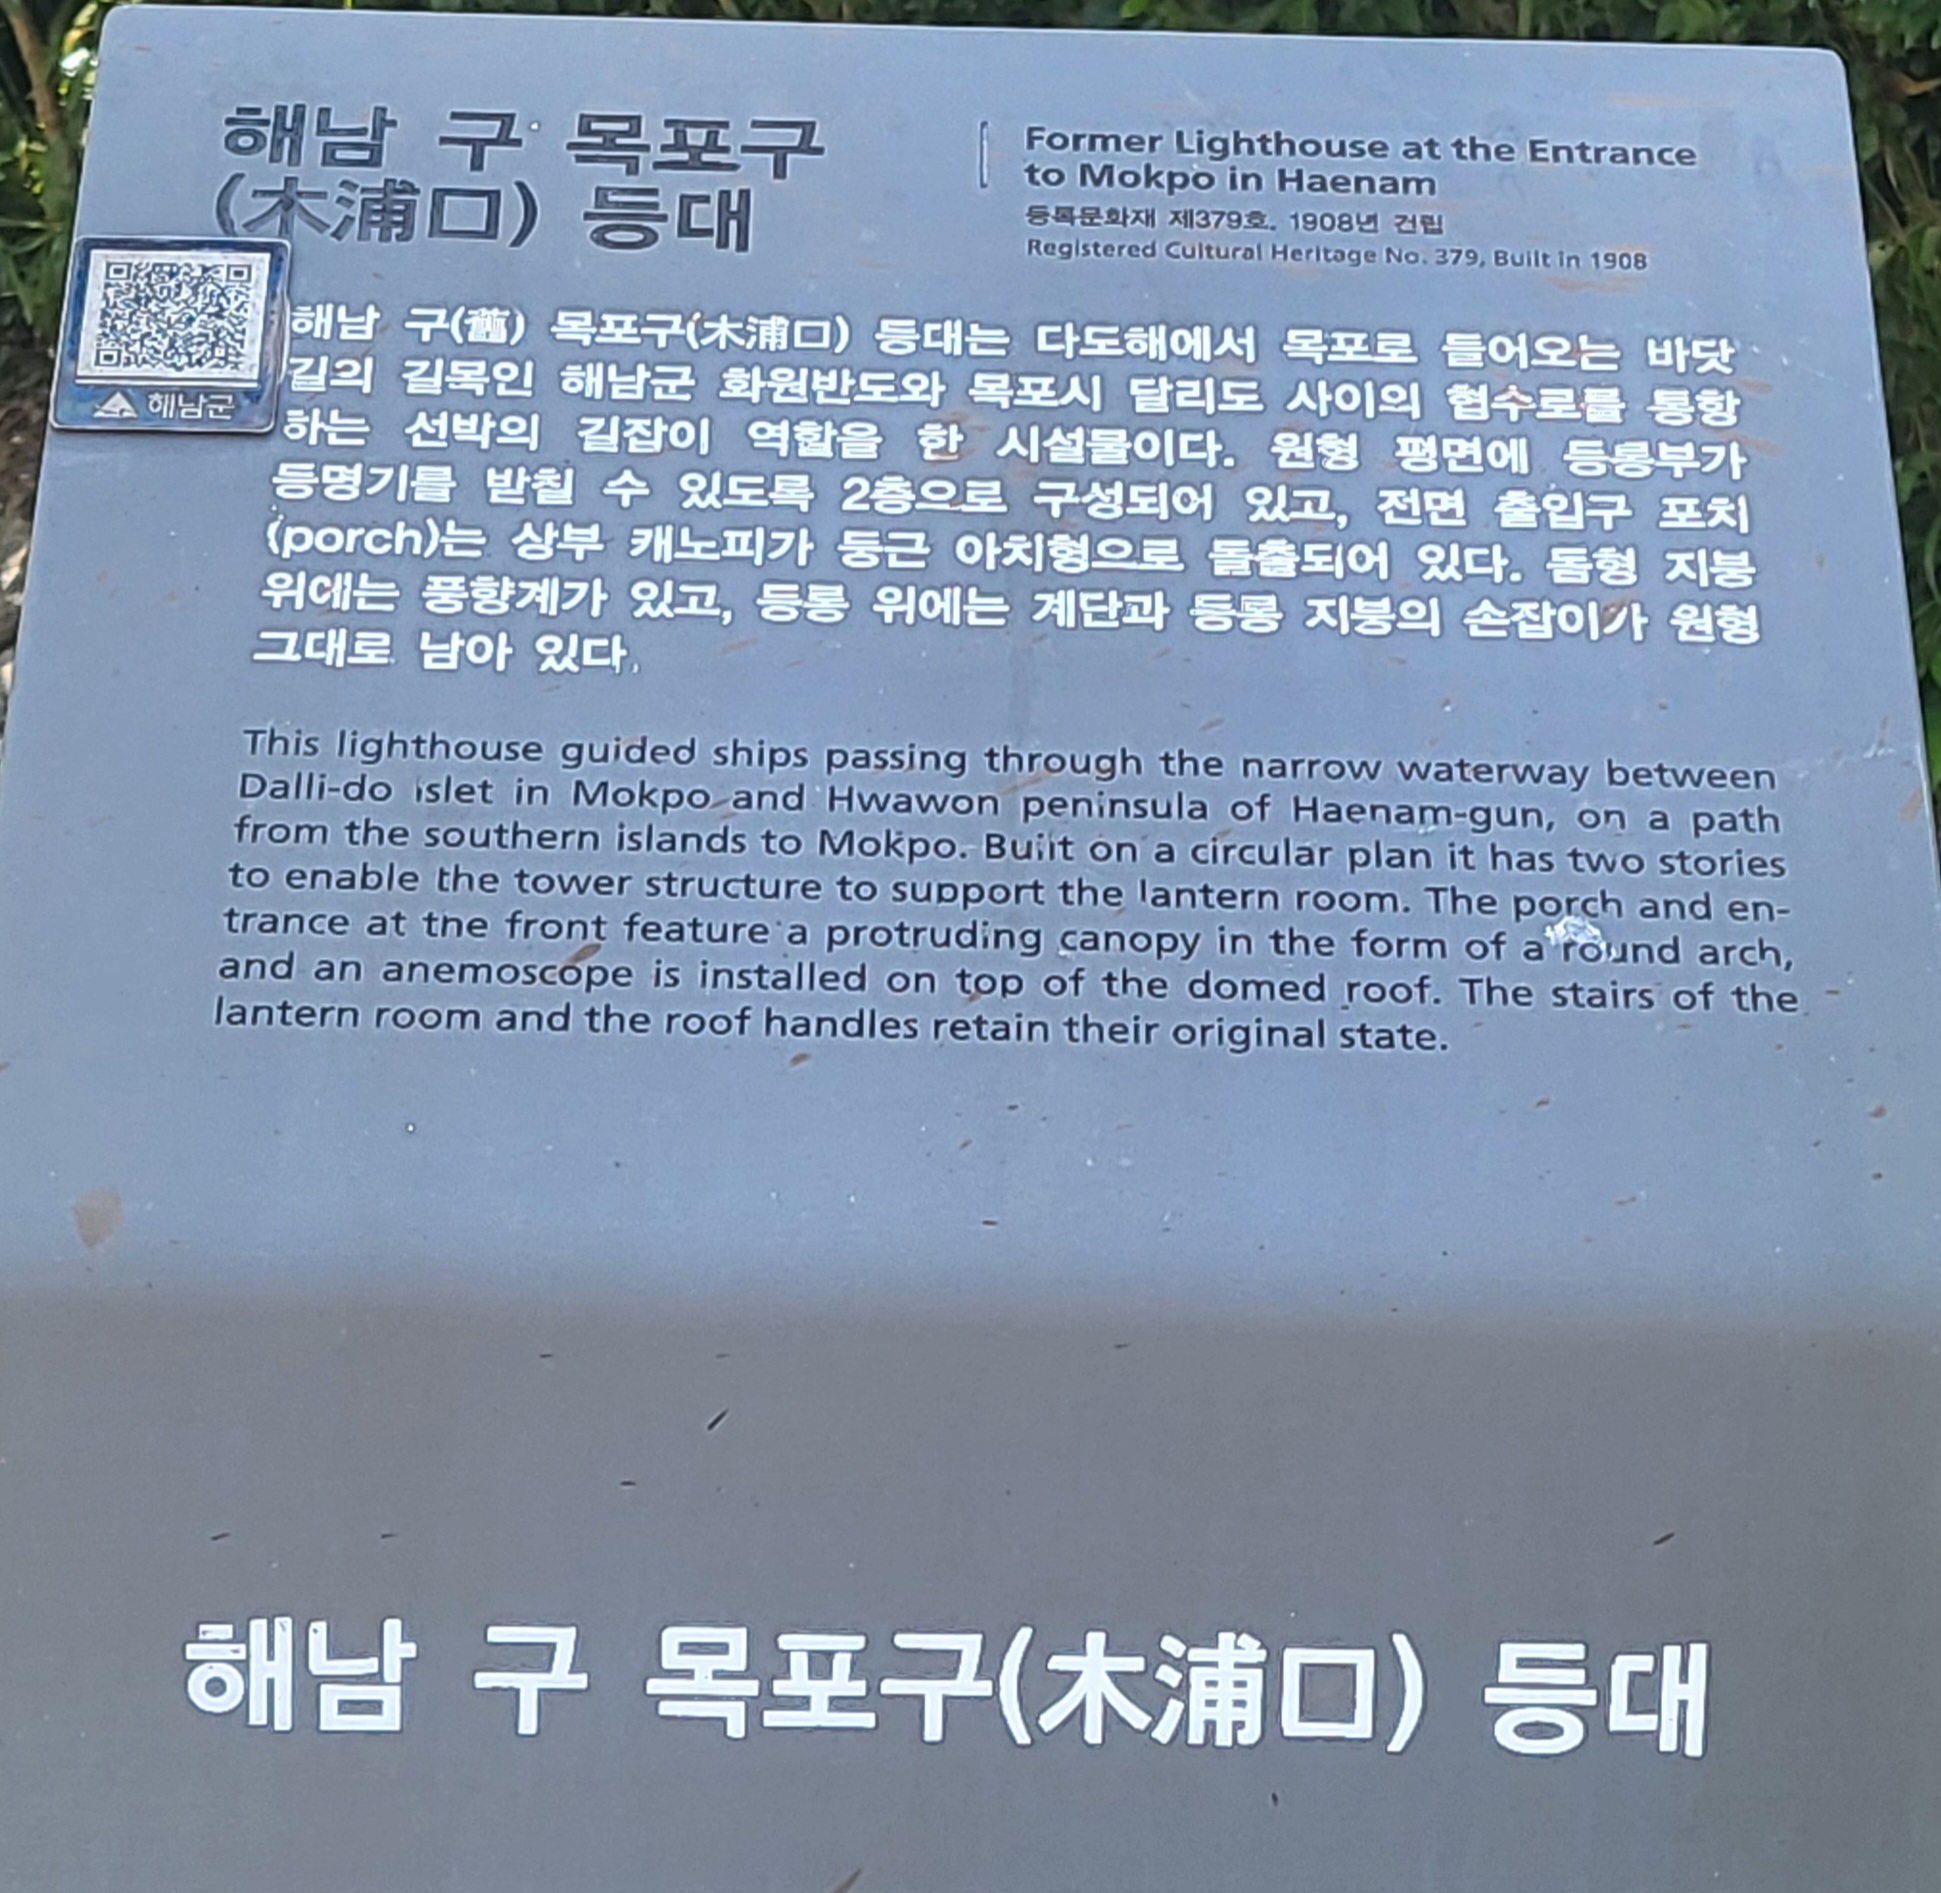 해남 구 목포구
(木浦口) 등대
Former Lighthouse at the Entrance
to Mokpo in Haenam
등록문화재 제379호, 1908년 건립
Registered Cultural Heritage No. 379, Built in 1908
해남군
해남 구(舊) 목포구(木浦口) 등대는 다도해에서 목포로 들어오는 바닷
길의 길목인 해남군 화원반도와 목포시 달리도 사이의 협수로를 통항
하는 선박의 길잡이 역할을 한 시설물이다. 원형 평면에 등롱부가
등명기를 받칠 수 있도록 2층으로 구성되어 있고, 전면 출입구 포치
(porch)는 상부 캐노피가 둥근 아치형으로 돌출되어 있다. 돔형 지붕
위에는 풍향계가 있고, 등롱 위에는 계단과 등롱 지붕의 손잡이가 원형
그대로 남아 있다.
This lighthouse guided ships passing through the narrow waterway between
Dalli-do islet in Mokpo and Hwawon peninsula of Haenam-gun, on a path
from the southern islands to Mokpo. Built on a circular plan it has two stories
to enable the tower structure to support the lantern room. The porch and en-
trance at the front feature a protruding canopy in the form of a round arch,
and an anemoscope is installed on top of the domed roof. The stairs of the
lantern room and the roof handles retain their original state.
해남 구 목포구(木浦口) 등대